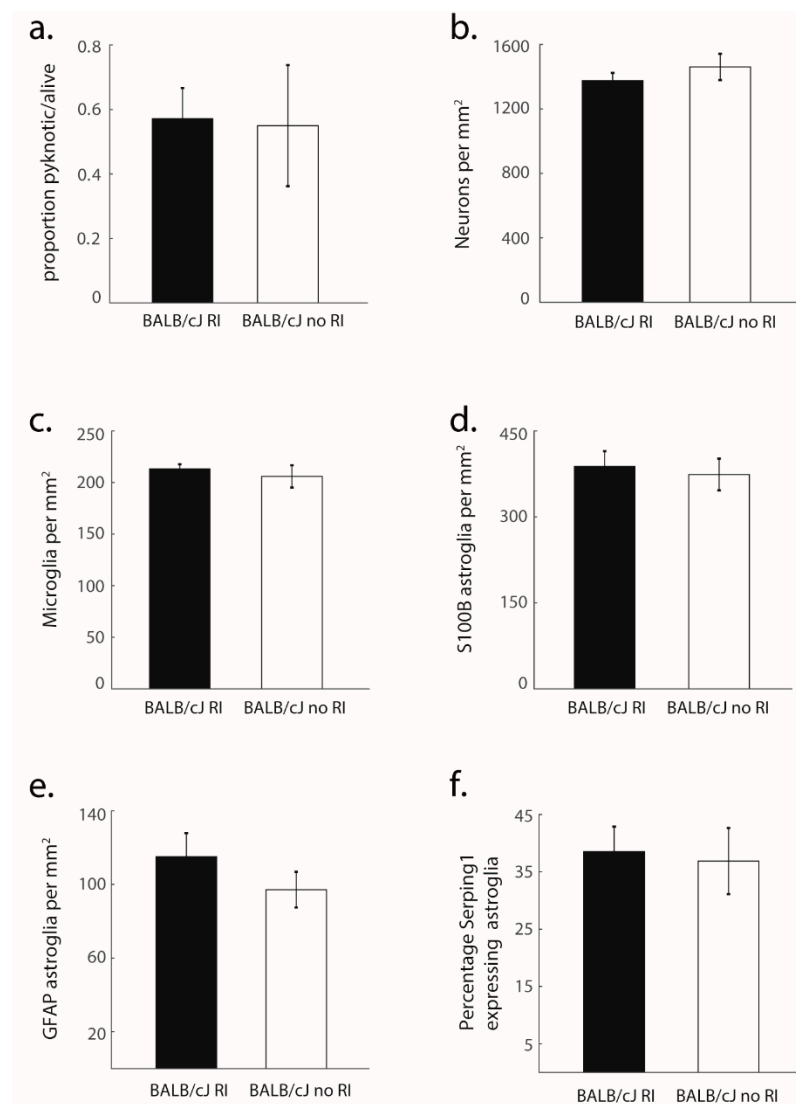 a.
proportion pyknotic/alive
0.8
0.6
0.4
0.2
0
BALB/cJ RI
BALB/cJ no RI
b.
Neurons per mm²
1600
1200
800
400
0
BALB/cJ RI
BALB/cJ no RI
c.
Microglia per mm²
250
200
150
100
50
0
BALB/cJ RI
BALB/cJ no RI
d.
S100B astroglia per mm²
450
300
150
0
BALB/cJ RI
BALB/cJ no RI
e.
GFAP astroglia per mm²
140
100
60
20
BALB/cJ RI
BALB/cJ no RI
f.
Percentage Serping1
expressing astroglia
45
35
25
15
5
BALB/cJ RI
BALB/cJ no RI